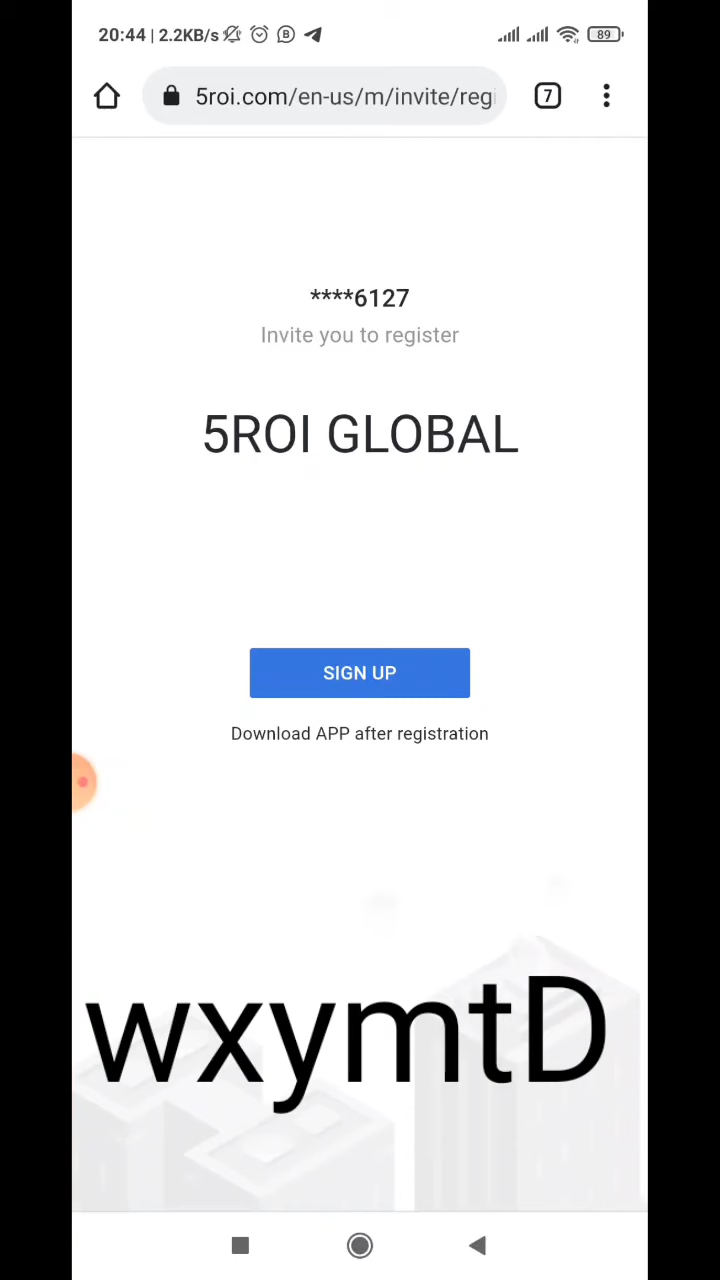 20:44 | 2.2KB/s 89
5roi.com/en-us/m/invite/regi 7
****6127
Invite you to register
5ROI GLOBAL
SIGN UP
Download APP after registration
wxymtD